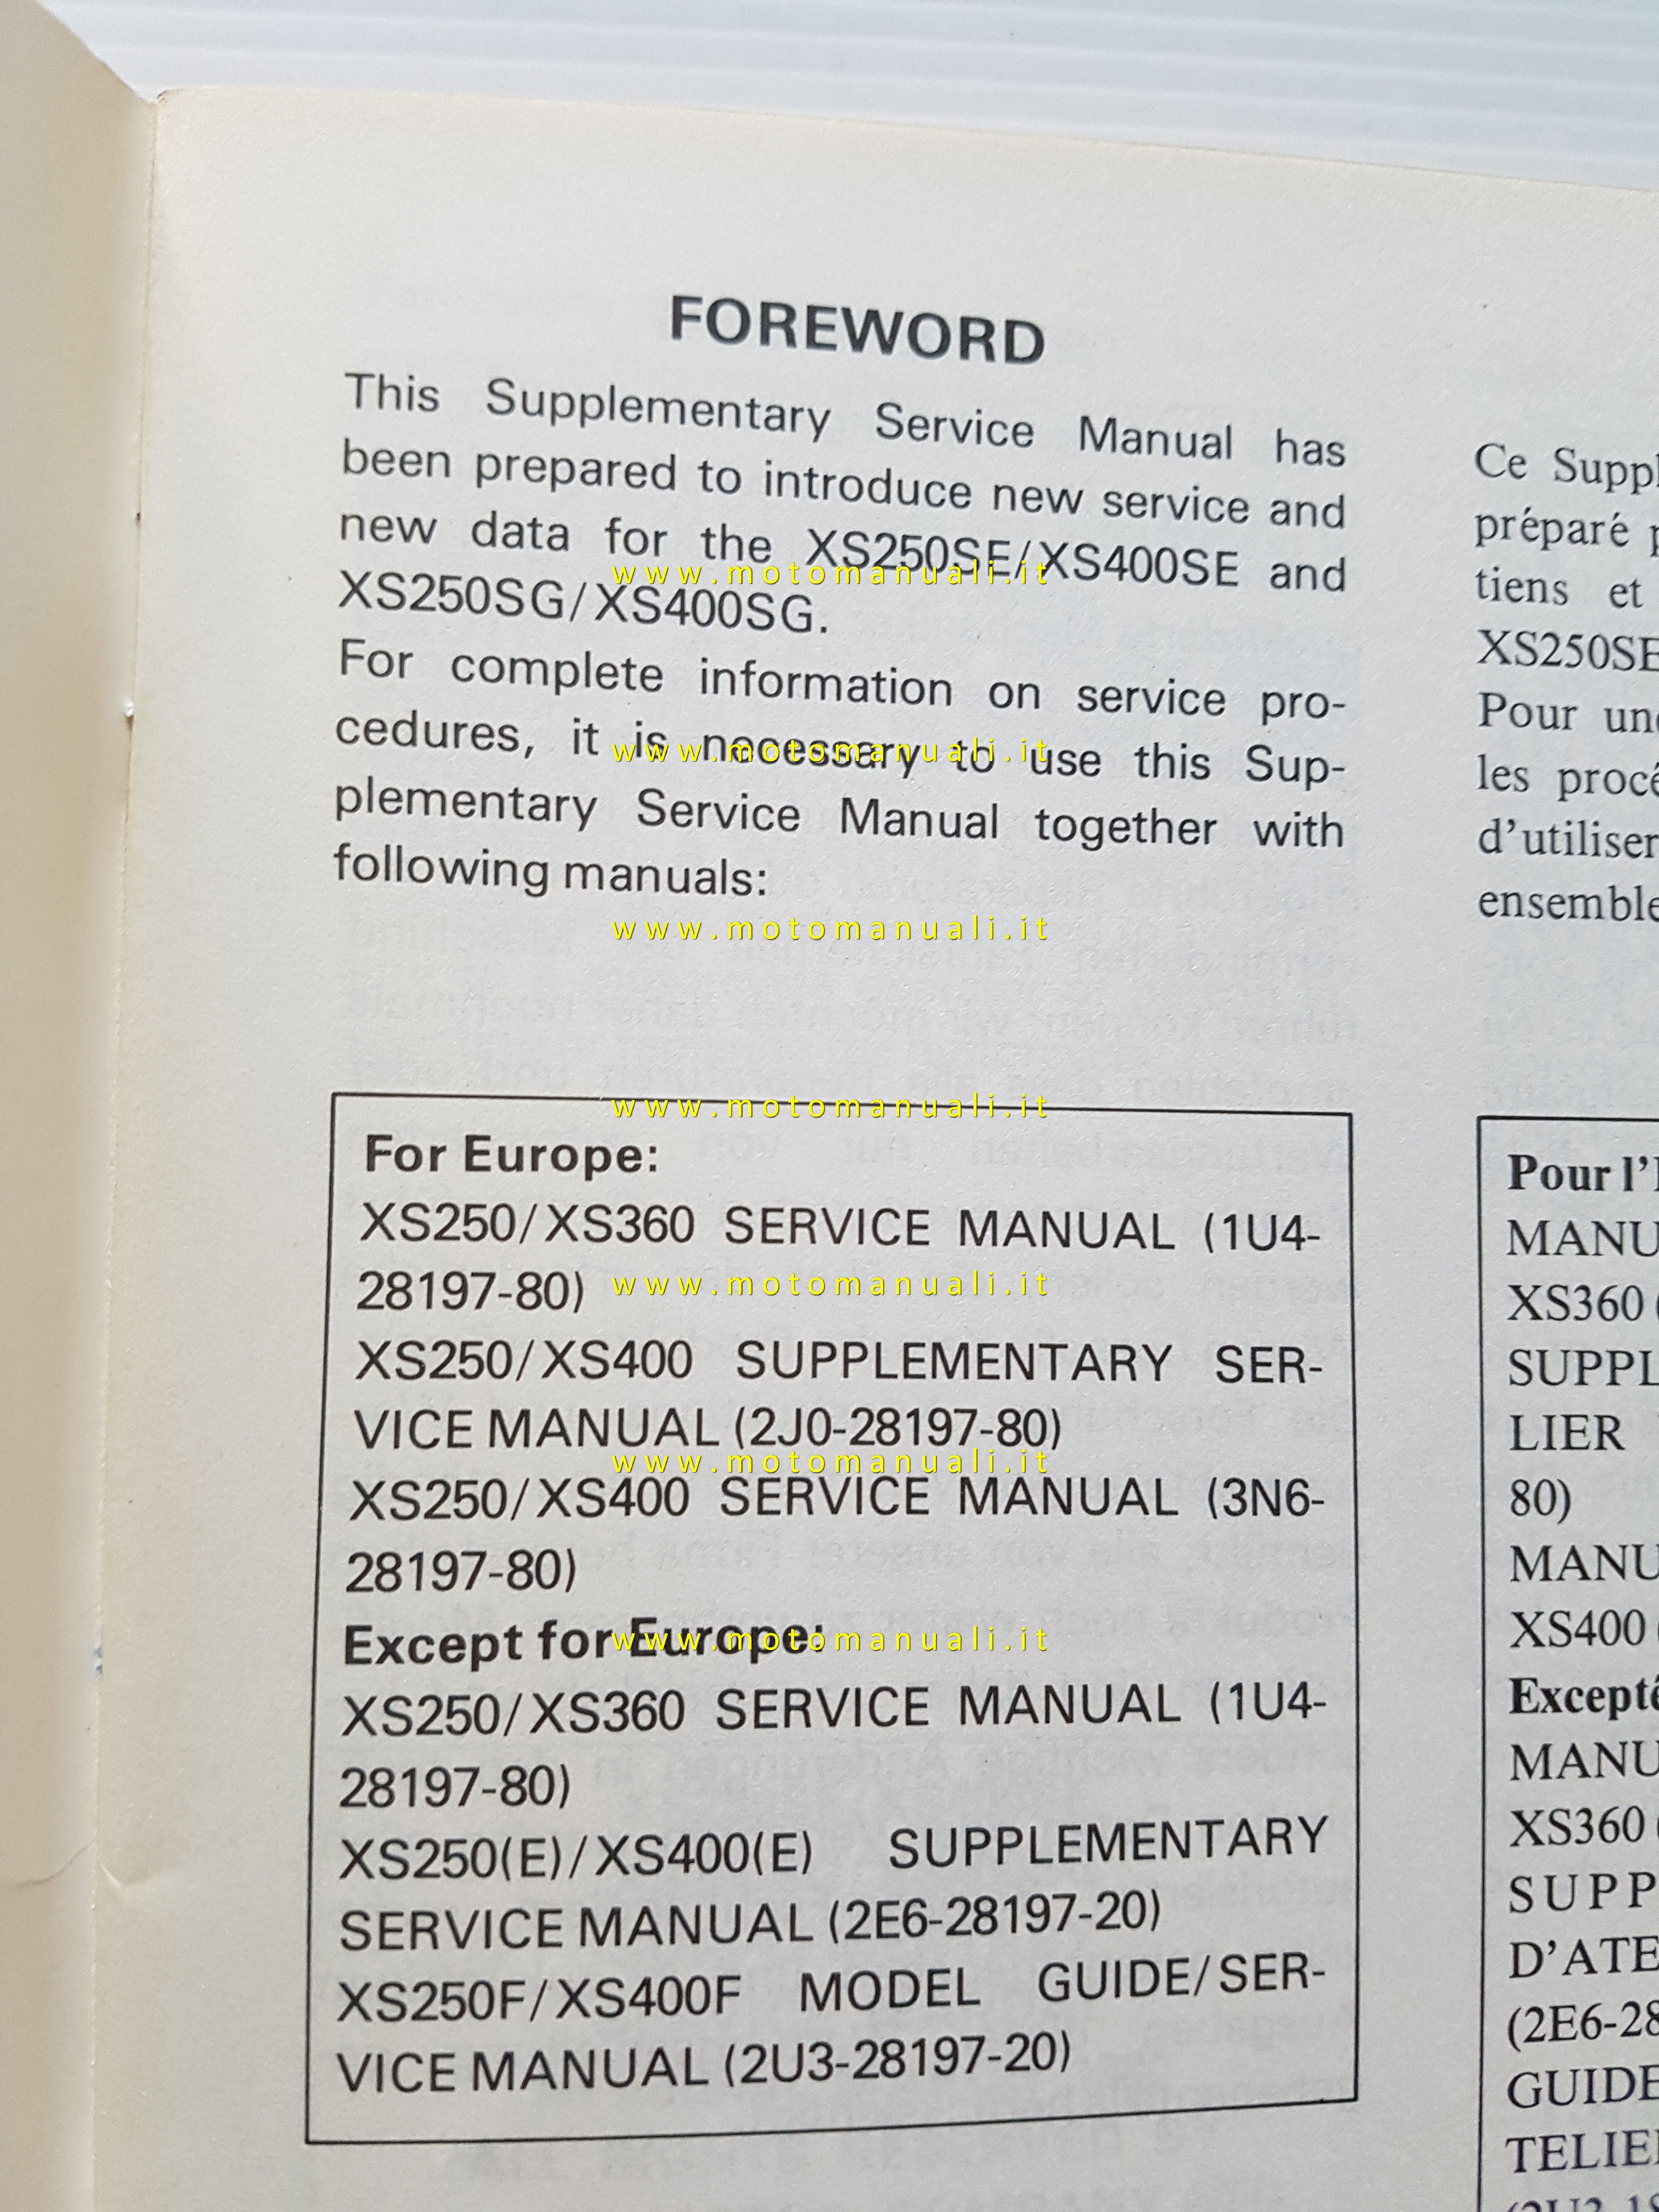 FOREWORD
This Supplementary Service Manual has
been prepared to introduce new service and
new data for the XS250SE/XS400SE and
XS250SG/XS400SG.
For complete information on service pro-
cedures, it is necessary to use this Sup-
plementary Service Manual together with
following manuals:
For Europe:
XS250/XS360 SERVICE MANUAL (1U4-
28197-80)
XS250/XS400 SUPPLEMENTARY SER-
VICE MANUAL (2J0-28197-80)
XS250/XS400 SERVICE MANUAL (3N6-
28197-80)
Except for Europe:
XS250/XS360 SERVICE MANUAL (1U4-
28197-80)
XS250(E)/XS400(E) SUPPLEMENTARY
SERVICE MANUAL (2E6-28197-20)
XS250F/XS400F MODEL GUIDE/SER-
VICE MANUAL (2U3-28197-20)
Ce Suppl
préparé p
tiens et
XS250SE
Pour une
les procé
d'utiliser
ensemble
Pour l'
MANU
XS360 (
SUPPL
LIER
80)
MANU
XS400 (
Excepté
MANU
XS360 (
SUPP
D'ATE
(2E6-28
GUIDE
TELIE
www.motomanuali.it
www.motomanuali.it
www.motomanuali.it
www.motomanuali.it
www.motomanuali.it
www.motomanuali.it
www.motomanuali.it